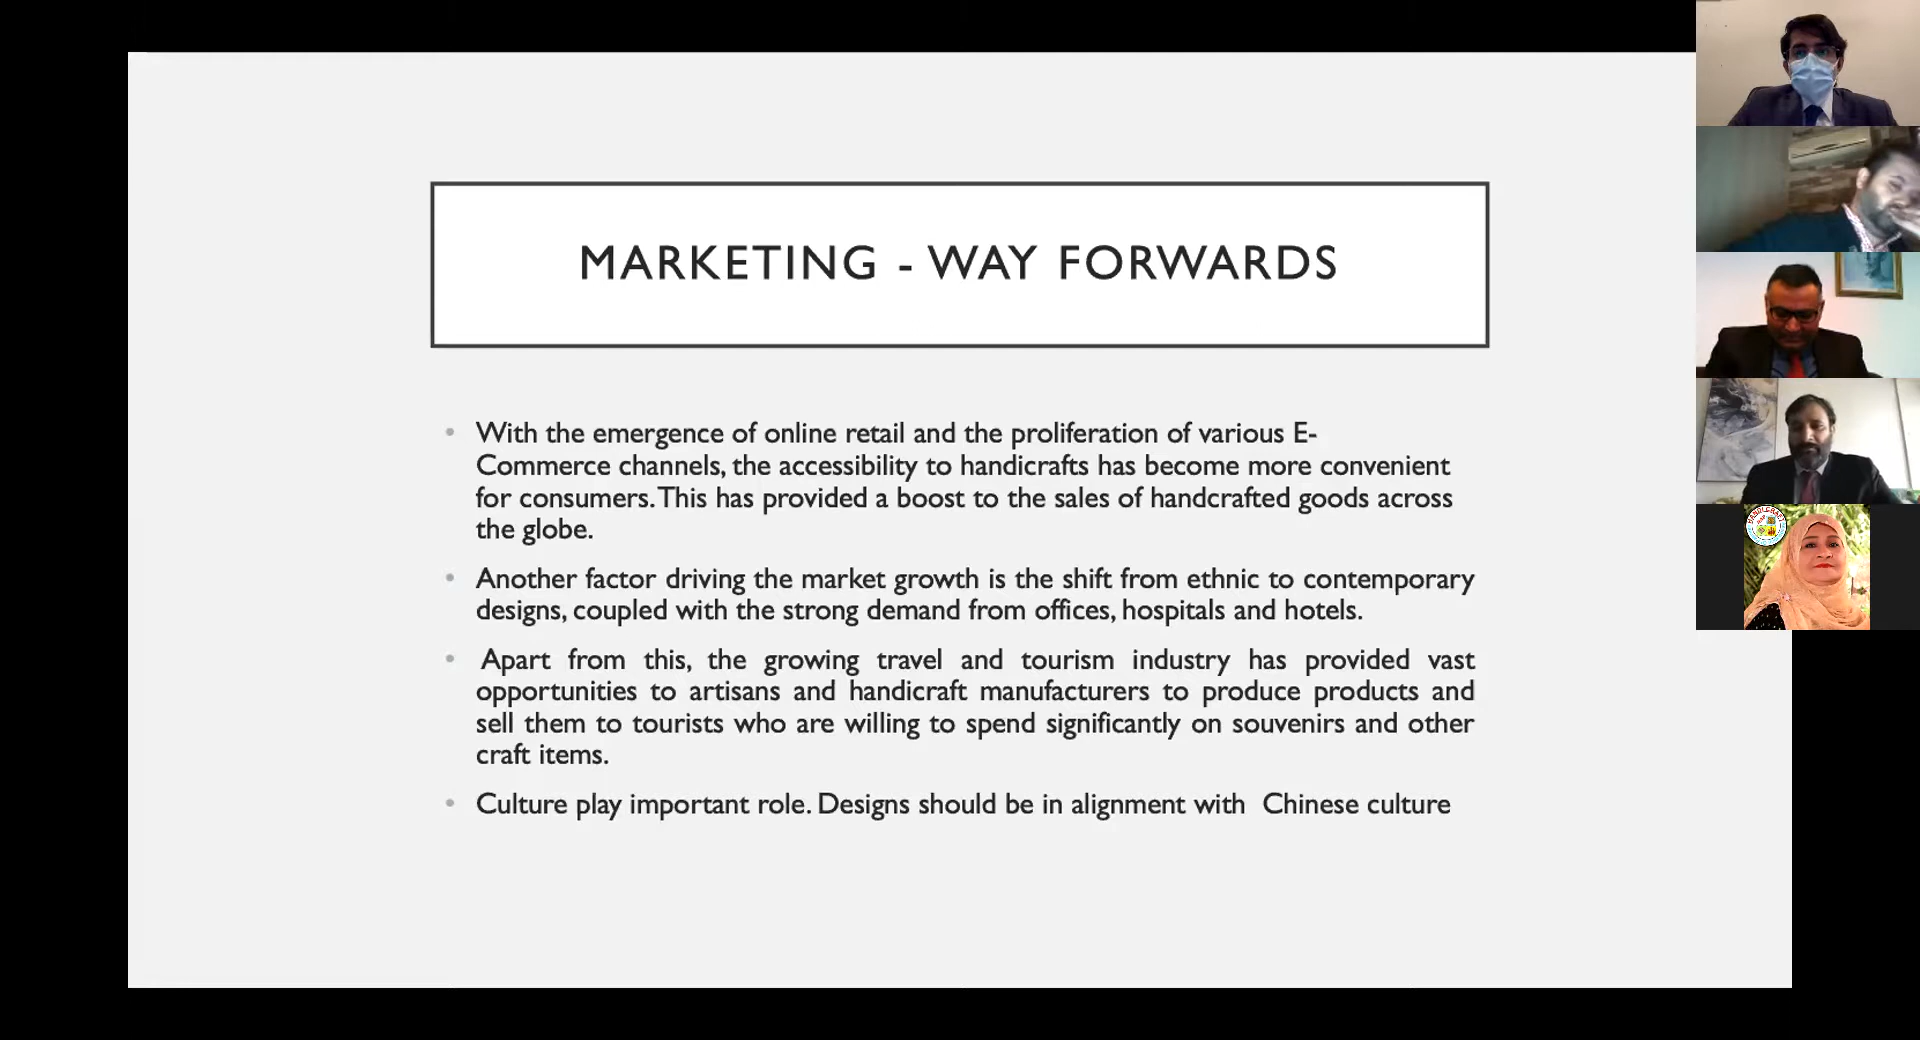 MARKETING - WAY FORWARDS
• With the emergence of online retail and the proliferation of various E-
Commerce channels, the accessibility to handicrafts has become more convenient
for consumers. This has provided a boost to the sales of handcrafted goods across
the globe.
• Another factor driving the market growth is the shift from ethnic to contemporary
designs, coupled with the strong demand from offices, hospitals and hotels.
• Apart from this, the growing travel and tourism industry has provided vast
opportunities to artisans and handicraft manufacturers to produce products and
sell them to tourists who are willing to spend significantly on souvenirs and other
craft items.
• Culture play important role. Designs should be in alignment with Chinese culture